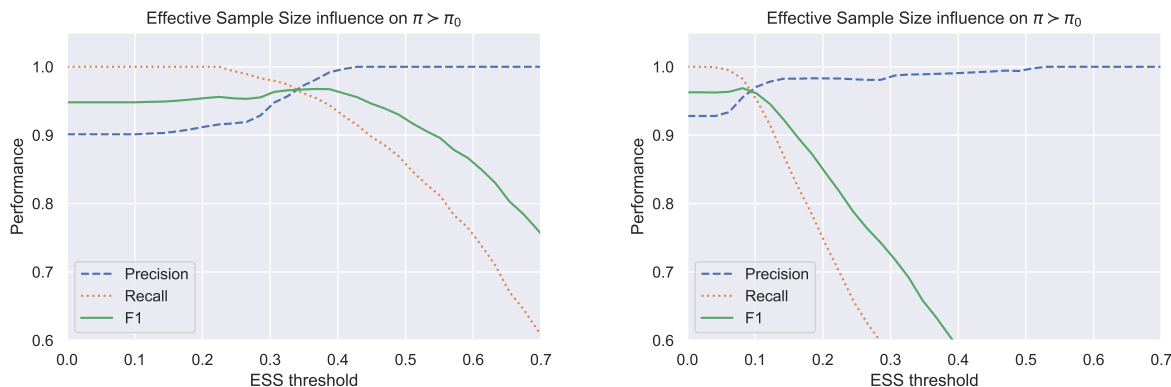 Effective Sample Size influence on π ≻ π₀
Performance
1.0
0.9
0.8
0.7
0.6
Precision
Recall
F1
0.0 0.1 0.2 0.3 0.4 0.5 0.6 0.7
ESS threshold
Effective Sample Size influence on π ≻ π₀
Performance
1.0
0.9
0.8
0.7
0.6
Precision
Recall
F1
0.0 0.1 0.2 0.3 0.4 0.5 0.6 0.7
ESS threshold